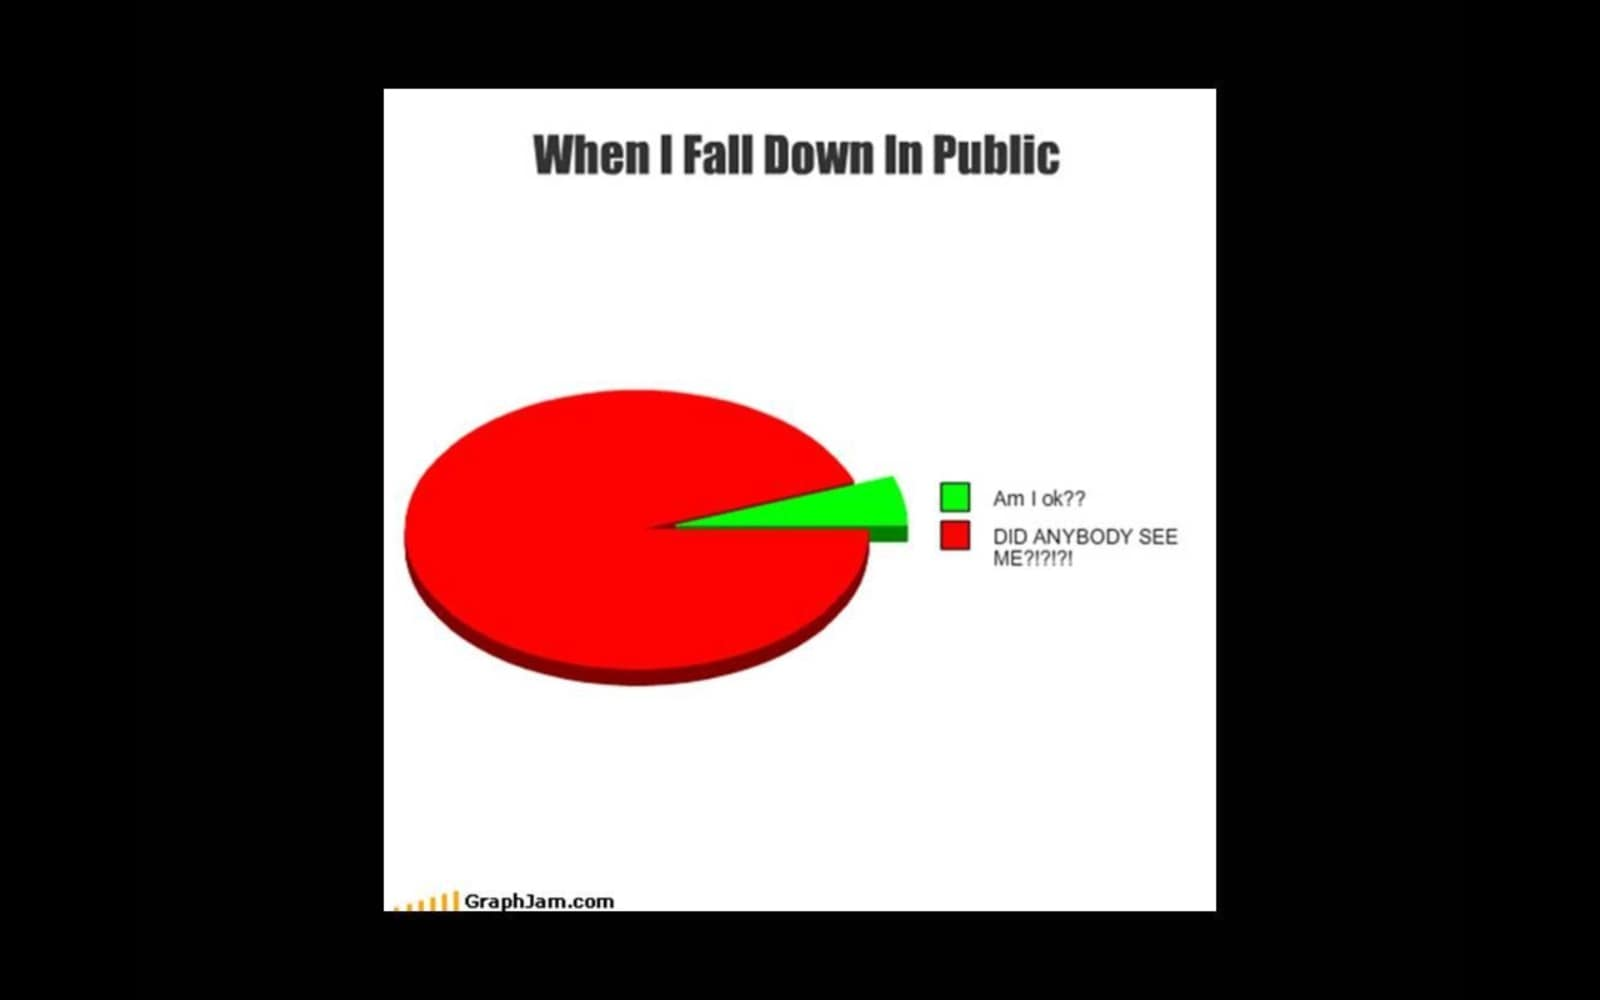 When I Fall Down In Public
Am I ok??
DID ANYBODY SEE
ME?!?!?!
GraphJam.com